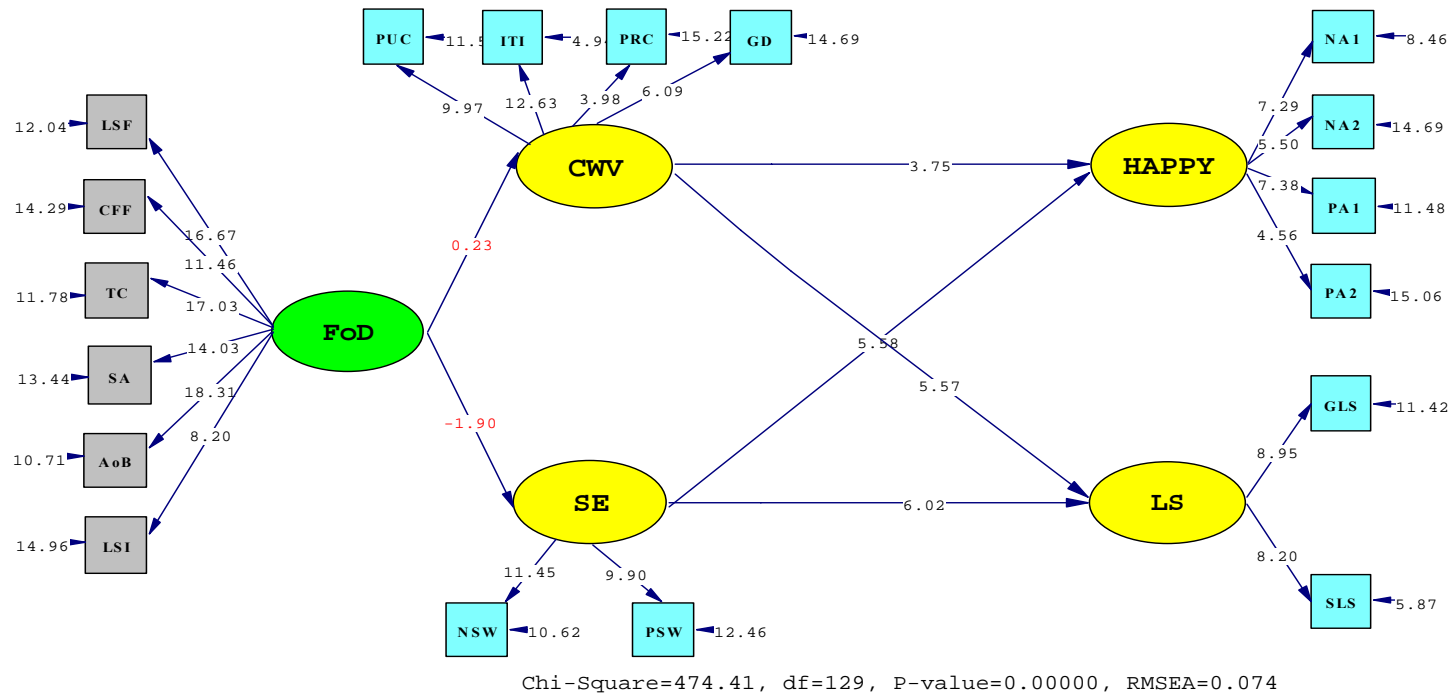 PUC
11.5
ITI
4.9
PRC
15.22
GD
14.69
NA1
8.46
9.97
12.63
3.98
6.09
7.29
NA2
14.69
5.50
12.04
LSF
CWV
3.75
HAPPY
7.38
PA1
11.48
4.56
14.29
CFF
16.67
11.46
0.23
PA2
15.06
11.78
TC
17.03
FoD
14.03
5.58
13.44
SA
18.31
5.57
GLS
11.42
8.20
-1.90
8.95
10.71
AoB
SE
6.02
LS
14.96
LSI
8.20
11.45
9.90
NSW
10.62
PSW
12.46
SLS
5.87
Chi-Square=474.41, df=129, P-value=0.00000, RMSEA=0.074